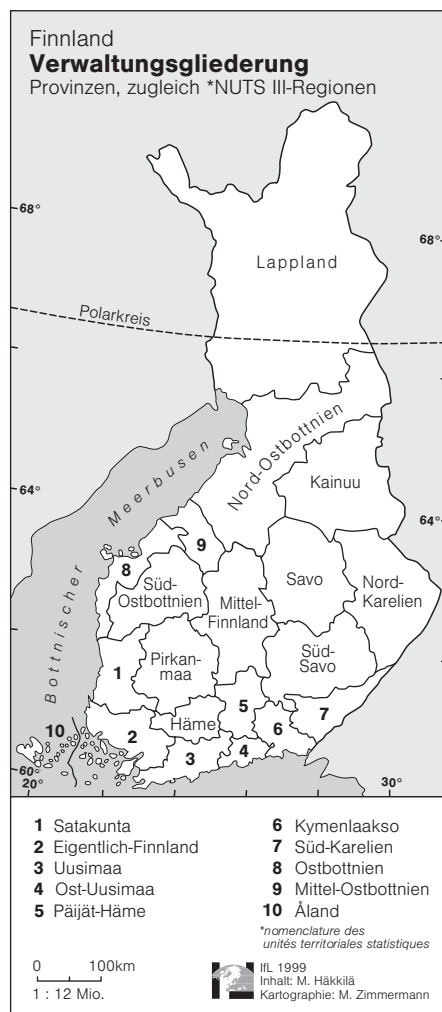 Finnland
Verwaltungsgliederung
Provinzen, zugleich *NUTS III-Regionen
68°
68°
Lappland
Polarkreis
Nord-Ostbottnien
Bottnischer Meerbusen
64°
64°
Kainuu
9
8
Süd-
Ostbottnien
Mittel-
Finnland
Savo
Nord-
Karelien
1
Pirkan-
maa
Süd-
Savo
5
7
10
2
Häme
6
3
4
60°
20°
30°
1 Satakunta
2 Eigentlich-Finnland
3 Uusimaa
4 Ost-Uusimaa
5 Päijät-Häme
6 Kymenlaakso
7 Süd-Karelien
8 Ostbottnien
9 Mittel-Ostbottnien
10 Åland
*nomenclature des
unités territoriales statistiques
0 100km
1 : 12 Mio.
IfL 1999
Inhalt: M. Häkkilä
Kartographie: M. Zimmermann